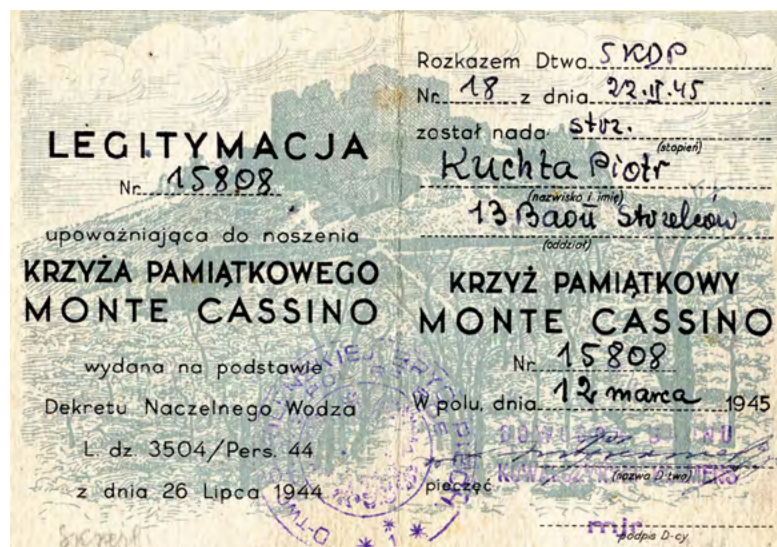 LEGITYMACJA
Nr. 15808
upoważniająca do noszenia
KRZYŻA PAMIĄTKOWEGO
MONTE CASSINO
wydana na podstawie
Dekretu Naczelnego Wodza
L. dz 3504/Pers. 44
z dnia 26 Lipca 1944
Rozkazem Dtwa 5 KDP
Nr. 18 z dnia 22.II.45
został nada strz.
(stopień)
Kuchta Piotr
(nazwisko i imię)
13 Baon Strzelców
(oddział)
KRZYŻ PAMIĄTKOWY
MONTE CASSINO
Nr. 15808
W polu, dnia 12 marca 1945
(nazwa D-twa)
pieczęć
mjr
podpis D-cy